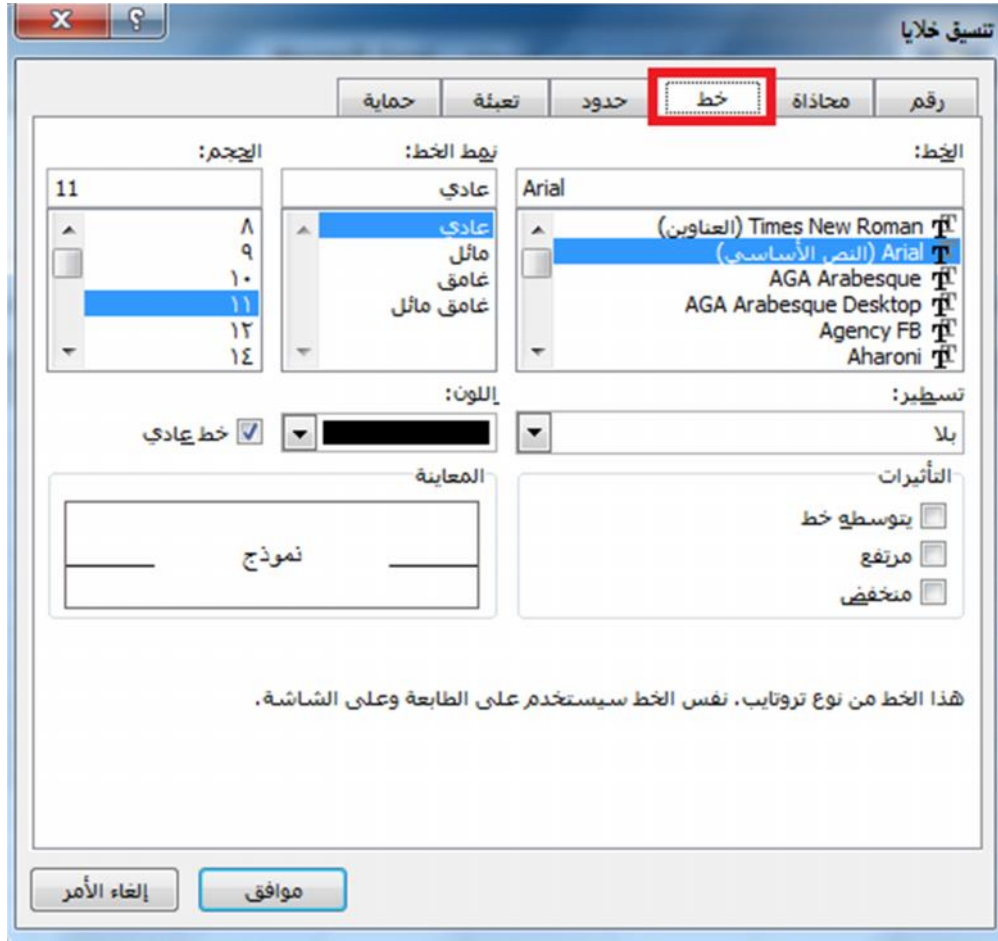 تنسيق خلايا
؟ X
رقم محاذاة خط حدود تعبئة حماية
الخط: نمط الخط: الحجم:
Arial عادي 11
Times New Roman (العناوين) عادي ٨
Arial (النص الأساسي) مائل ٩
AGA Arabesque غامق ١٠
AGA Arabesque Desktop غامق مائل ١١
Agency FB ١٢
Aharoni ١٤
تسطير: اللون:
بلا خط عادي
التأثيرات المعاينة
يتوسطه خط
مرتفع نموذج
منخفض
هذا الخط من نوع تروتايب. نفس الخط سيستخدم على الطابعة وعلى الشاشة.
موافق إلغاء الأمر